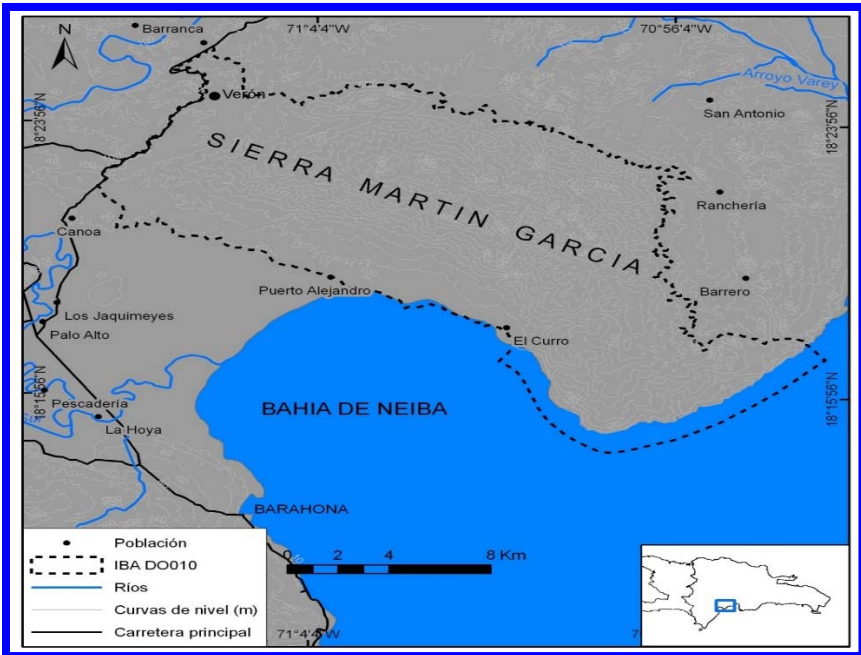 N
Barranca
71°4'4"W
70°56'4"W
Arroyo Varey
Verón
San Antonio
18°23'56"N
18°23'56"N
SIERRA MARTIN GARCIA
Ranchería
Canoa
Barrero
Puerto Alejandro
Los Jaquimeyes
Palo Alto
El Curro
18°15'56"N
18°15'56"N
Pescadería
BAHIA DE NEIBA
La Hoya
BARAHONA
Población
IBA DO010
Ríos
Curvas de nivel (m)
Carretera principal
0 2 4 8 Km
71°4'4"W